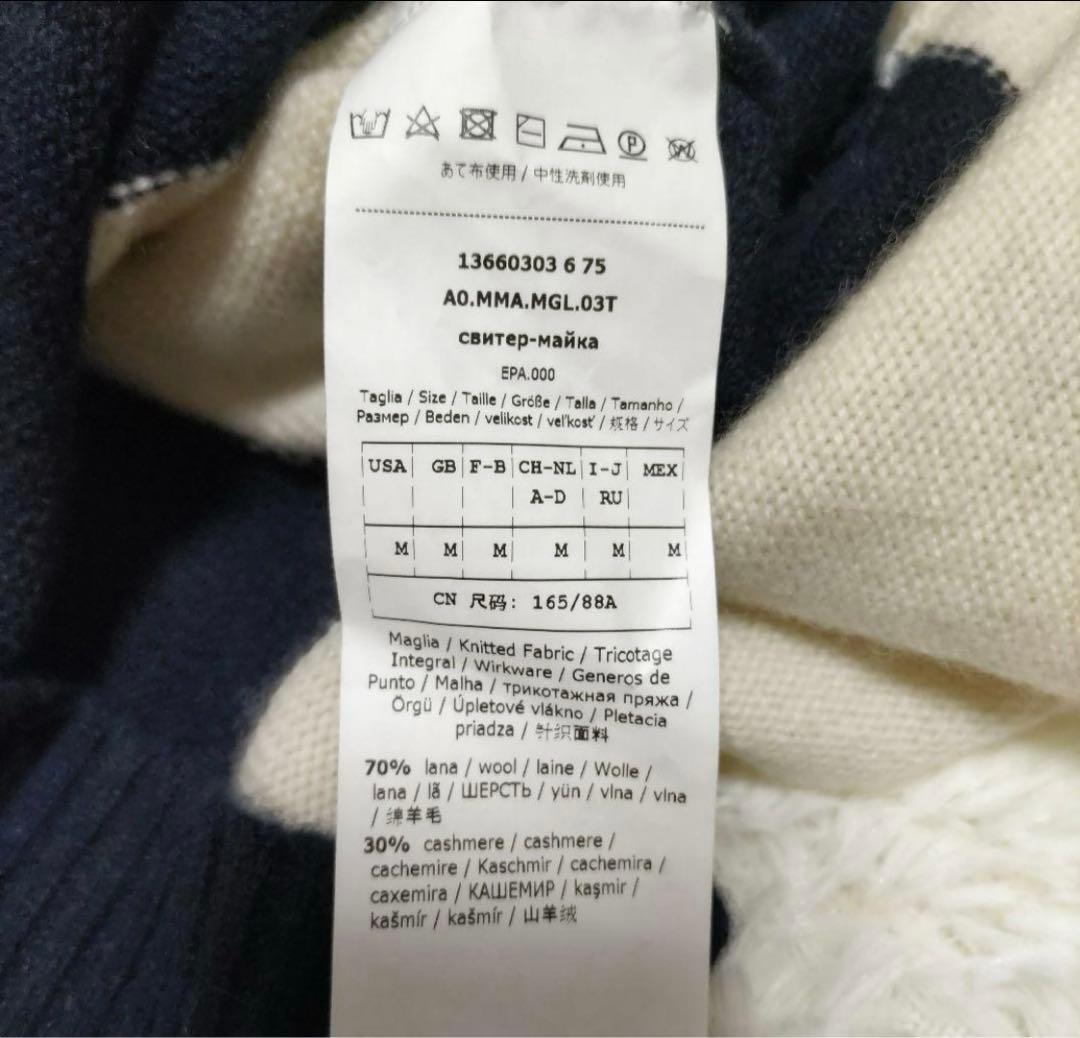 P
W
あて布使用 / 中性洗剤使用
13660303 6 75
A0.MMA.MGL.03T
свитер-майка
EPA.000
Taglia / Size / Taille / Größe / Talla / Tamanho /
Размер / Beden / velikost / veľkosť / 规格 / サイズ
USA GB F-B CH-NL I-J MEX
A-D RU
M M M M M M
CN 尺码: 165/88A
Maglia / Knitted Fabric / Tricotage
Integral / Wirkware / Generos de
Punto / Malha / трикотажная пряжа /
Örgü / Úpletové vlákno / Pletacia
priadza / 针织面料
70% lana / wool / laine / Wolle /
lana / lã / ШЕРСТЬ / yün / vlna / vlna
/ 绵羊毛
30% cashmere / cashmere /
cachemire / Kaschmir / cachemira /
caxemira / КАШЕМИР / kaşmir /
kašmír / kašmír / 山羊绒